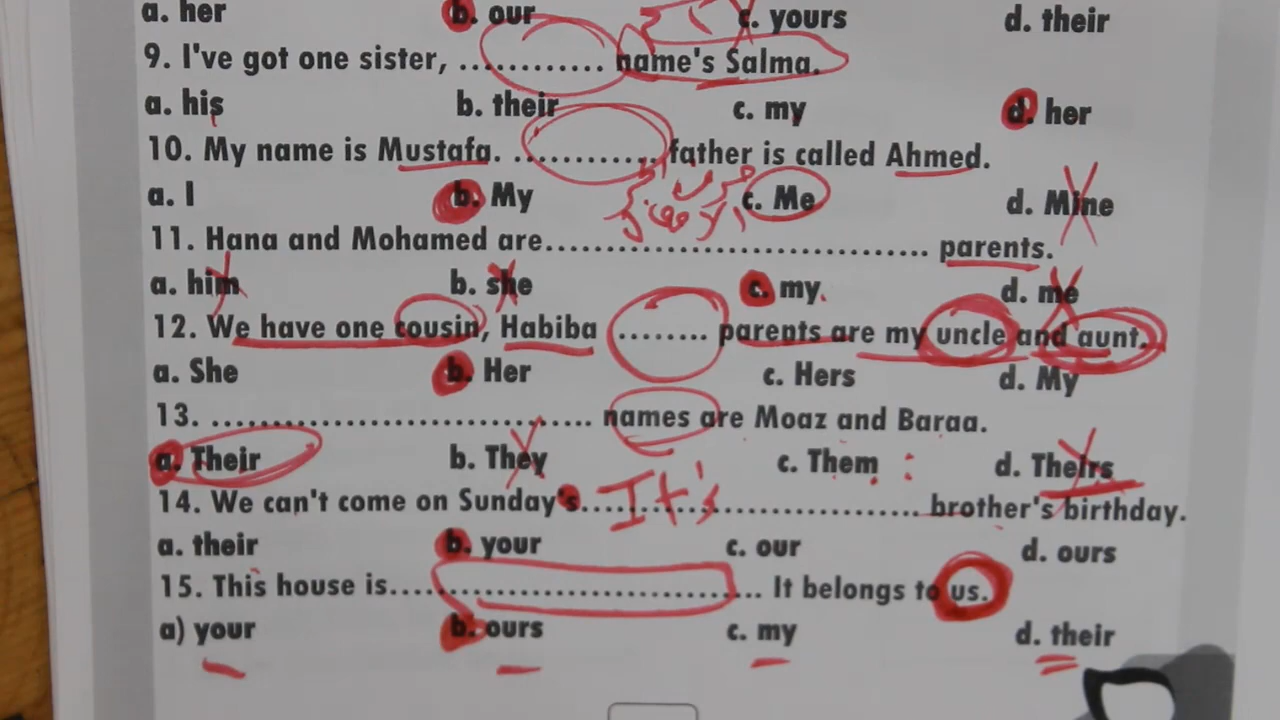 a. her b. our c. yours d. their
9. I've got one sister, ............ name's Salma.
a. his b. their c. my d. her
10. My name is Mustafa. ............. father is called Ahmed.
a. I b. My c. Me d. Mine
11. Hana and Mohamed are.................................... parents.
a. him b. she c. my. d. me
12. We have one cousin, Habiba ........ parents are my uncle and aunt.
a. She b. Her c. Hers d. My
13. ................................... names are Moaz and Baraa.
a. Their b. They c. Them d. Theirs
14. We can't come on Sunday's....It's...................... brother's birthday.
a. their b. your c. our d. ours
15. This house is.................................... It belongs to us.
a) your b. ours c. my d. their